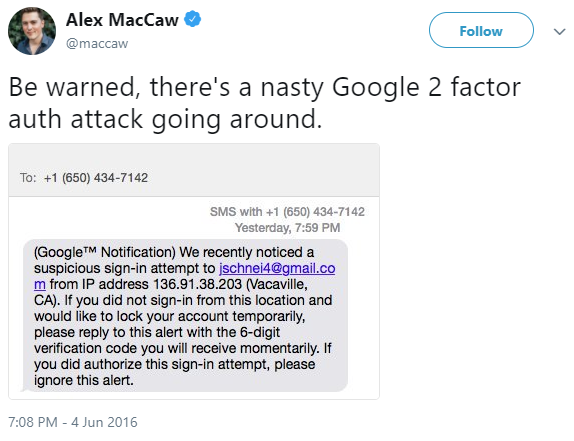 Alex MacCaw
@maccaw
Follow
Be warned, there's a nasty Google 2 factor
auth attack going around.
To: +1 (650) 434-7142
SMS with +1 (650) 434-7142
Yesterday, 7:59 PM
(Google™ Notification) We recently noticed a
suspicious sign-in attempt to jschnei4@gmail.co
m from IP address 136.91.38.203 (Vacaville,
CA). If you did not sign-in from this location and
would like to lock your account temporarily,
please reply to this alert with the 6-digit
verification code you will receive momentarily. If
you did authorize this sign-in attempt, please
ignore this alert.
7:08 PM - 4 Jun 2016